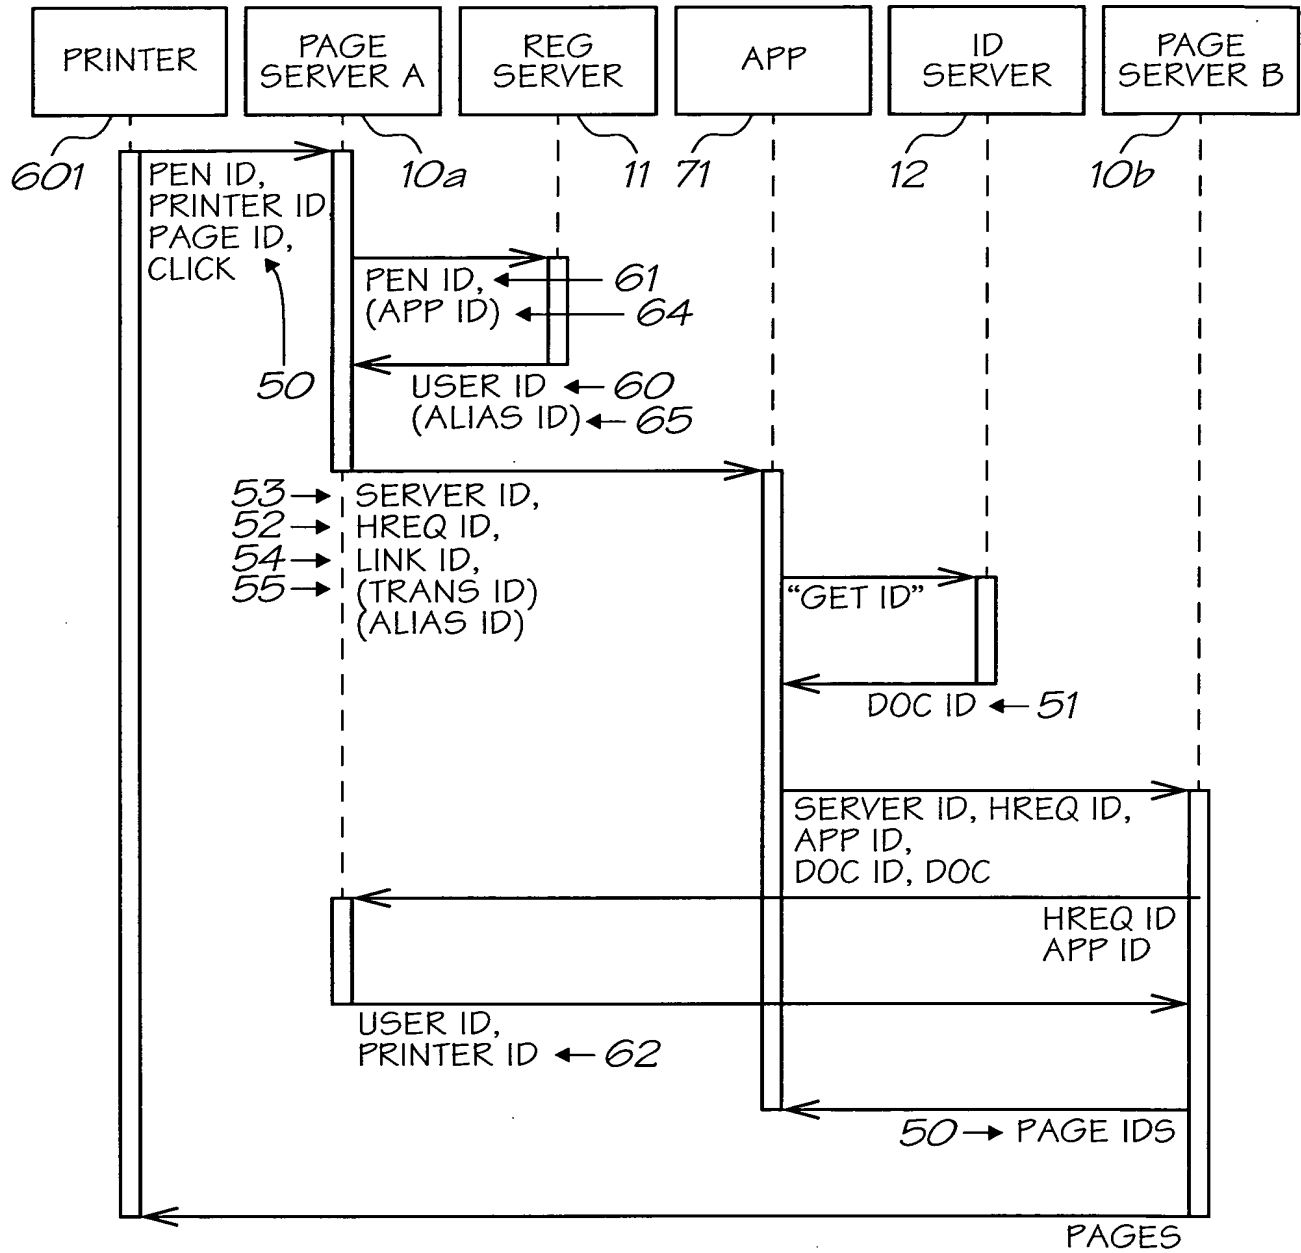 PRINTER
PAGE
SERVER A
REG
SERVER
APP
ID
SERVER
PAGE
SERVER B
601
10a
11
71
12
10b
PEN ID,
PRINTER ID
PAGE ID,
CLICK
50
PEN ID,
61
(APP ID)
64
USER ID
60
(ALIAS ID)
65
53
SERVER ID,
52
HREQ ID,
54
LINK ID,
55
(TRANS ID)
(ALIAS ID)
"GET ID"
DOC ID
51
SERVER ID, HREQ ID,
APP ID,
DOC ID, DOC
HREQ ID
APP ID
USER ID,
PRINTER ID
62
50
PAGE IDS
PAGES